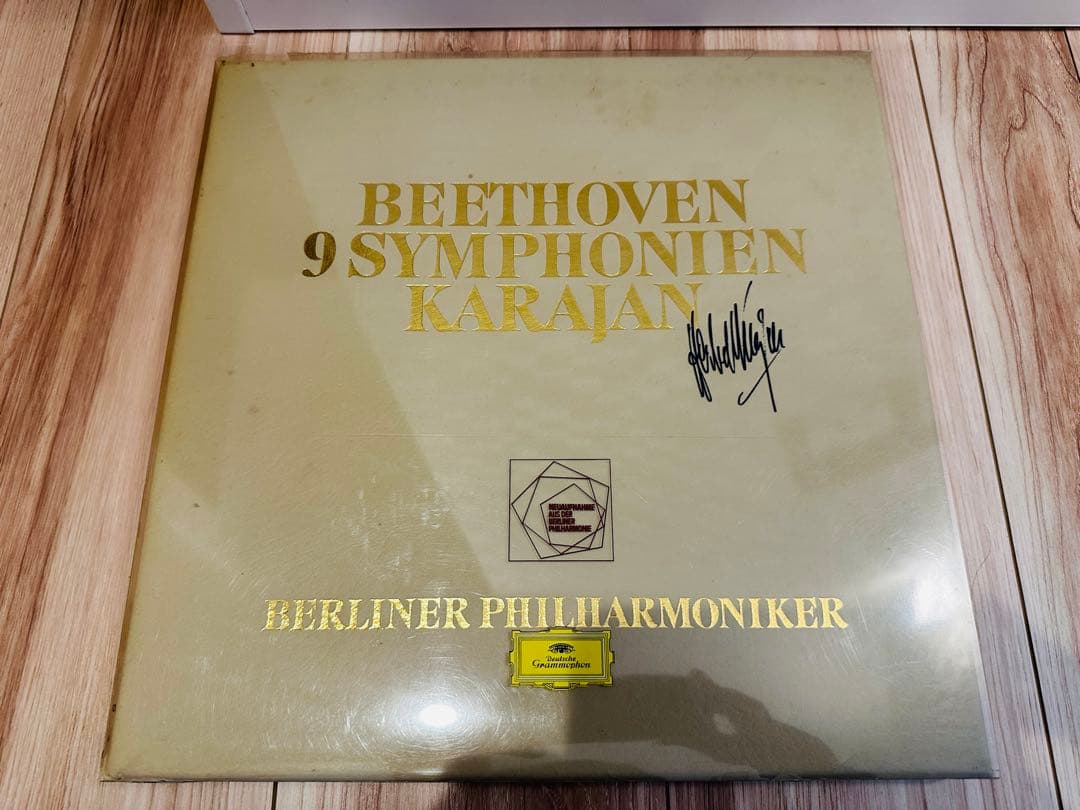 BEETHOVEN
9 SYMPHONIEN
KARAJAN
NEUAUFNAHME
AUS DER
BERLINER
PHILHARMONIE
BERLINER PHILHARMONIKER
Deutsche
Grammophon